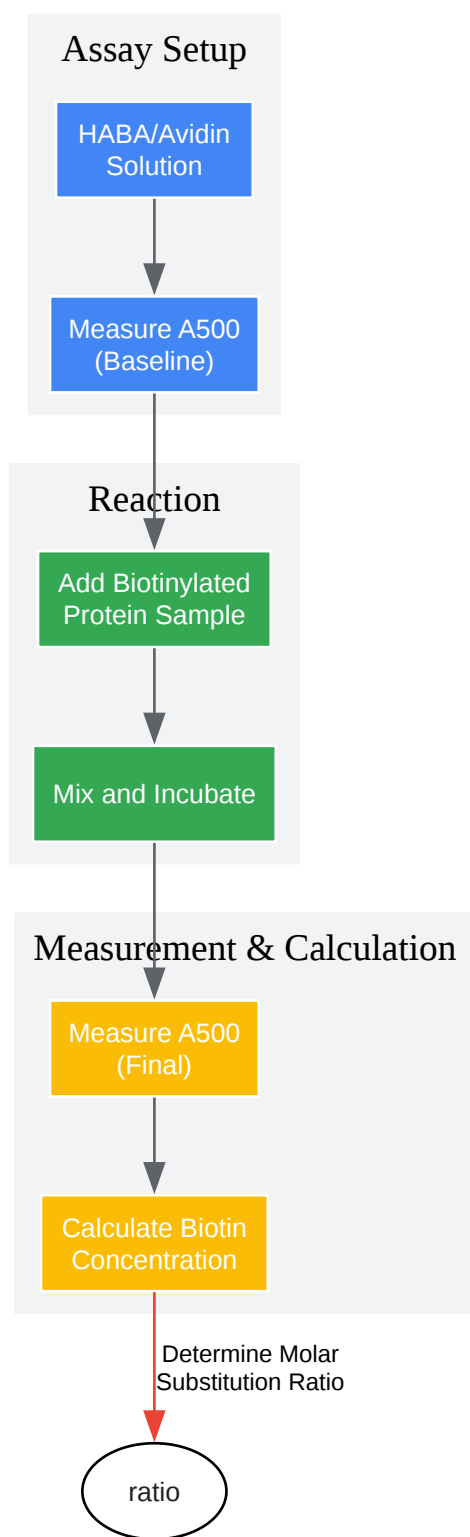 Assay Setup
HABA/Avidin
Solution
Measure A500
(Baseline)
Reaction
Add Biotinylated
Protein Sample
Mix and Incubate
Measurement & Calculation
Measure A500
(Final)
Calculate Biotin
Concentration
Determine Molar
Substitution Ratio
ratio